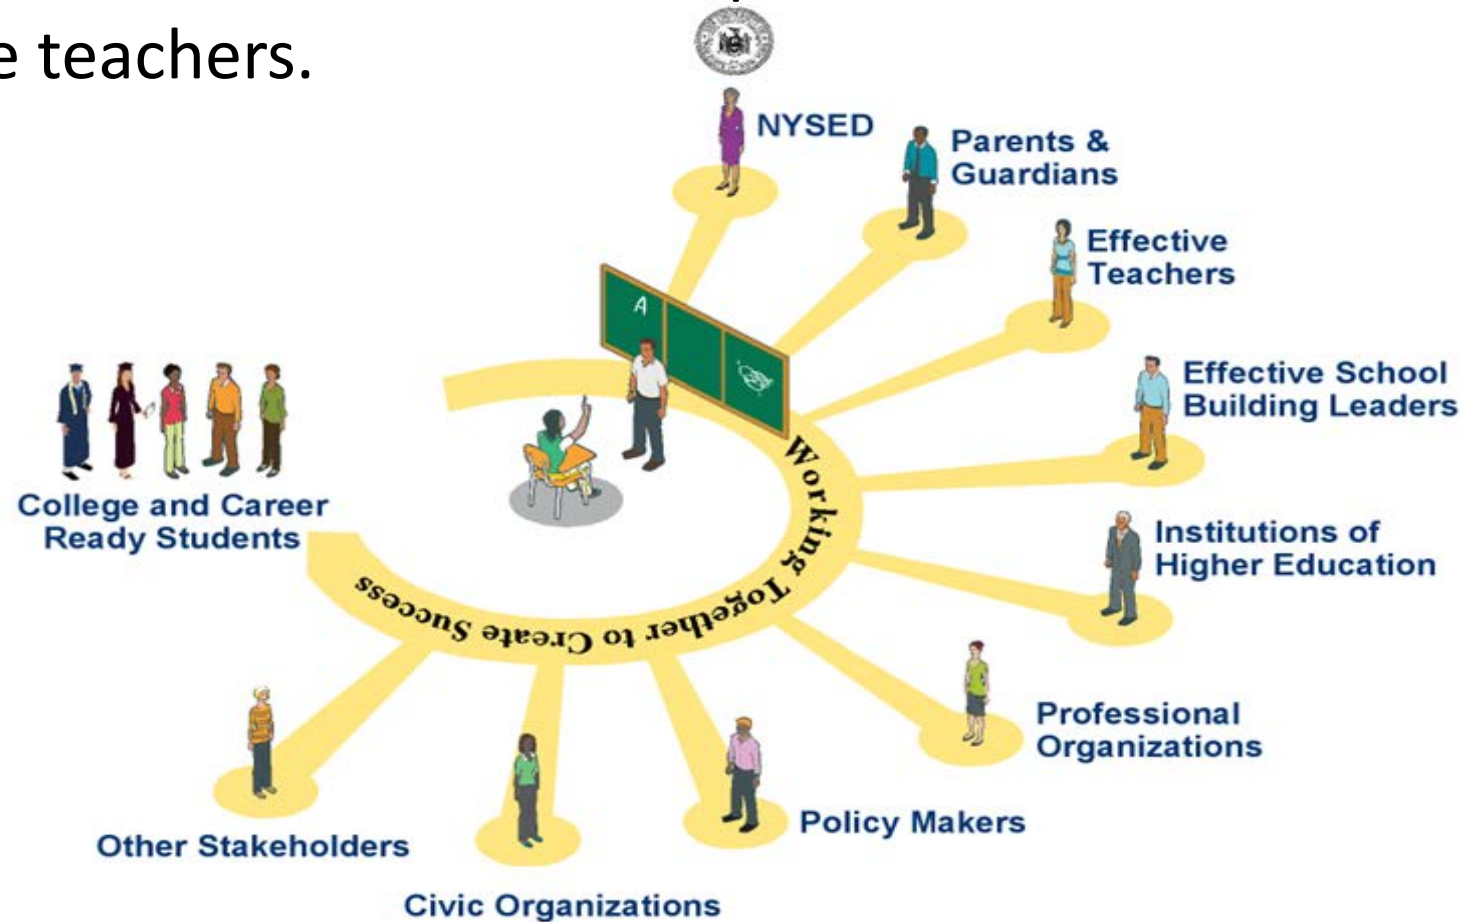 e teachers.
NYSED
Parents &
Guardians
Effective
Teachers
A
Effective School
Building Leaders
College and Career
Ready Students
Working Together to Create Success
Institutions of
Higher Education
Professional
Organizations
Policy Makers
Other Stakeholders
Civic Organizations